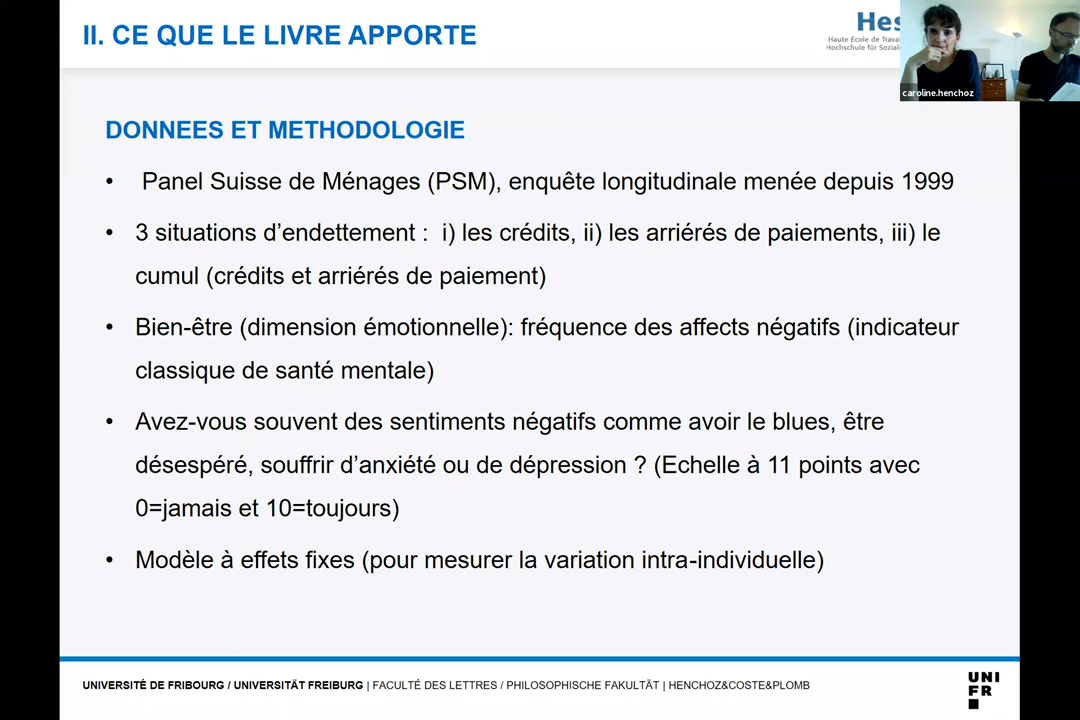 II. CE QUE LE LIVRE APPORTE
Hes
Haute Ecole de
Hochschule für
caroline.henchoz
DONNEES ET METHODOLOGIE
• Panel Suisse de Ménages (PSM), enquête longitudinale menée depuis 1999
• 3 situations d’endettement : i) les crédits, ii) les arriérés de paiements, iii) le
cumul (crédits et arriérés de paiement)
• Bien-être (dimension émotionnelle): fréquence des affects négatifs (indicateur
classique de santé mentale)
• Avez-vous souvent des sentiments négatifs comme avoir le blues, être
désespéré, souffrir d’anxiété ou de dépression ? (Echelle à 11 points avec
0=jamais et 10=toujours)
• Modèle à effets fixes (pour mesurer la variation intra-individuelle)
UNIVERSITÉ DE FRIBOURG / UNIVERSITÄT FREIBURG | FACULTÉ DES LETTRES / PHILOSOPHISCHE FAKULTÄT | HENCHOZ&COSTE&PLOMB
UNI
FR